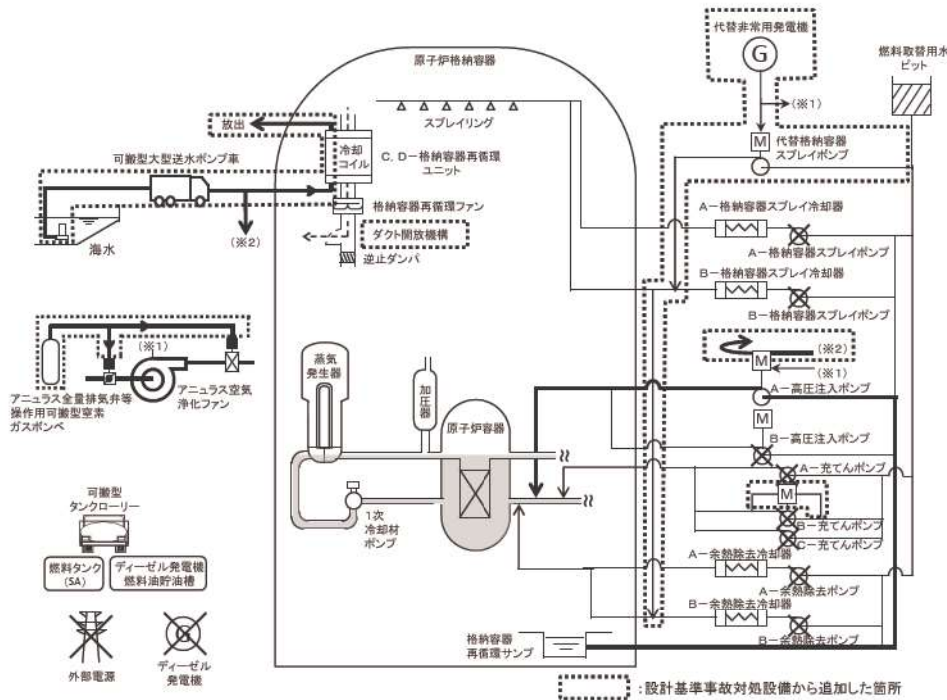 代替非常用発電機
G
燃料取替用水
ピット
原子炉格納容器
(※1)
放出
スプレイリング
M
代替格納容器
スプレイポンプ
冷却
コイル
C，D－格納容器再循環
ユニット
可搬型大型送水ポンプ車
格納容器再循環ファン
A－格納容器スプレイ冷却器
(※2)
ダクト開放機構
A－格納容器スプレイポンプ
海水
逆止ダンパ
B－格納容器スプレイ冷却器
B－格納容器スプレイポンプ
(※1)
(※2)
M
(※1)
蒸気
発生器
加圧器
A－高圧注入ポンプ
アニュラス空気
浄化ファン
アニュラス全量排気弁等
操作用可搬型窒素
ガスボンベ
原子炉容器
M
B－高圧注入ポンプ
A－充てんポンプ
M
可搬型
タンクローリー
B－充てんポンプ
1次
冷却材
ポンプ
C－充てんポンプ
A－余熱除去冷却器
燃料タンク
(SA)
ディーゼル発電機
燃料油貯油槽
A－余熱除去ポンプ
B－余熱除去冷却器
G
格納容器
再循環サンプ
B－余熱除去ポンプ
外部電源
ディーゼル
発電機
：設計基準事故対処設備から追加した箇所